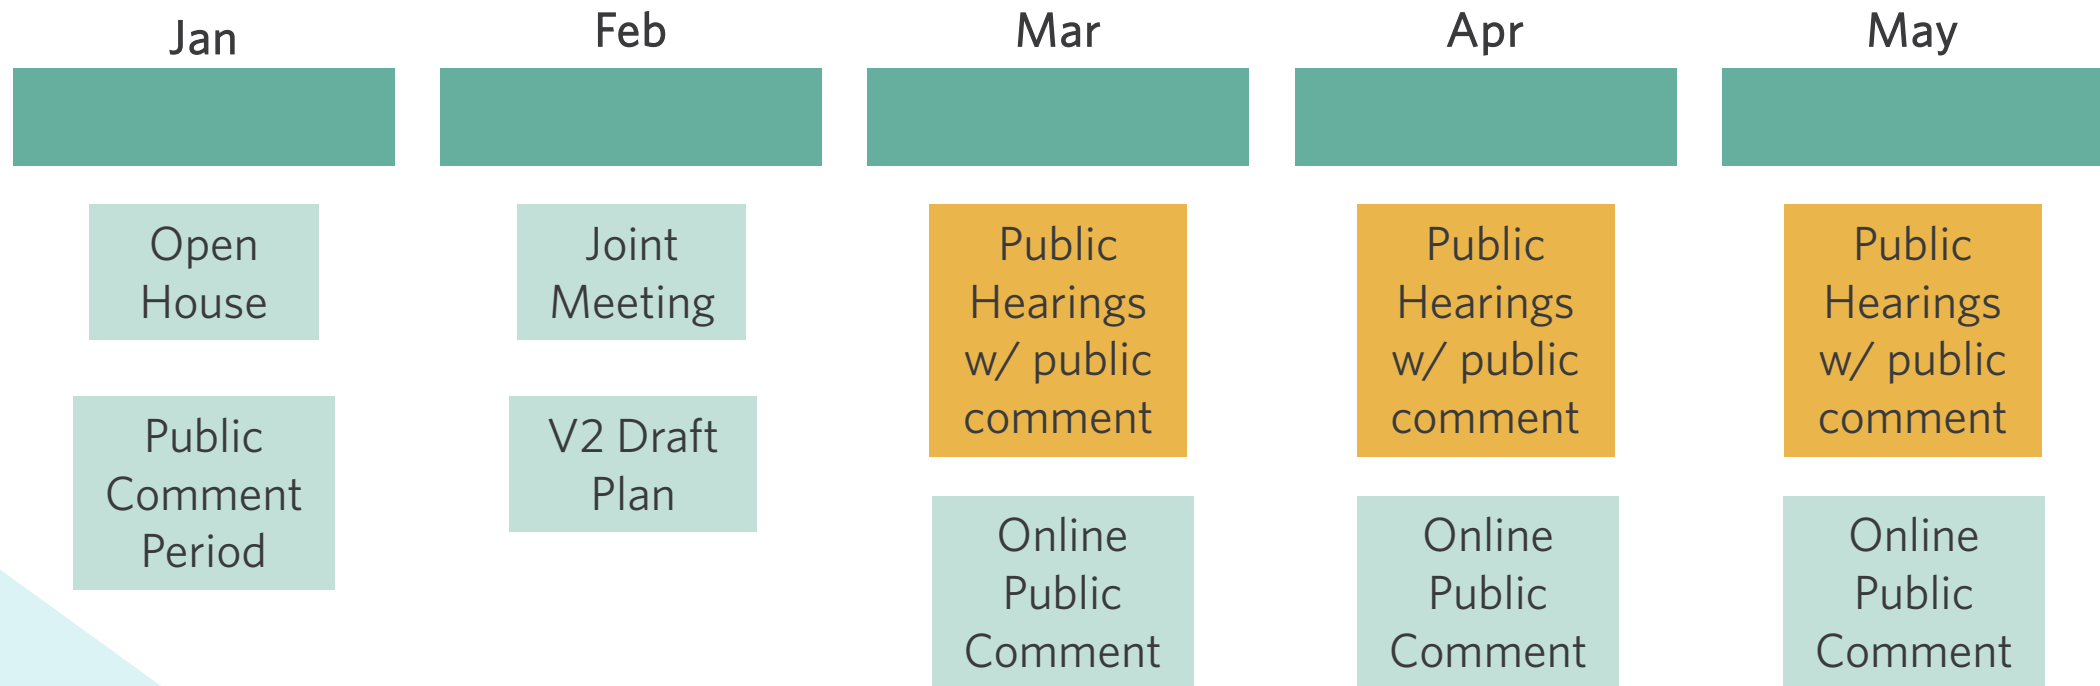 Jan
Feb
Mar
Apr
May
Open
House
Public
Comment
Period
Joint
Meeting
V2 Draft
Plan
Public
Hearings
w/ public
comment
Online
Public
Comment
Public
Hearings
w/ public
comment
Online
Public
Comment
Public
Hearings
w/ public
comment
Online
Public
Comment